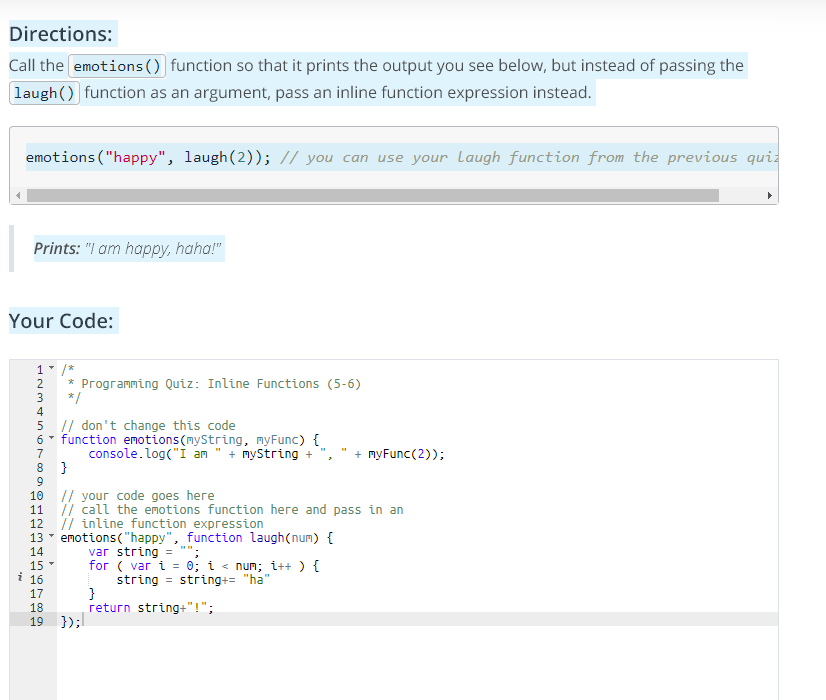 Directions:
Call the emotions() function so that it prints the output you see below, but instead of passing the
laugh() function as an argument, pass an inline function expression instead.
emotions("happy", laugh(2)); // you can use your laugh function from the previous quiz
Prints: "I am happy, haha!"
Your Code:
1 /*
2 * Programming Quiz: Inline Functions (5-6)
3 */
4
5 // don't change this code
6 function emotions(myString, myFunc) {
7 console.log("I am " + myString + ", " + myFunc(2));
8 }
9
10 // your code goes here
11 // call the emotions function here and pass in an
12 // inline function expression
13 emotions("happy", function laugh(num) {
14 var string = "";
15 for ( var i = 0; i < num; i++ ) {
i 16 string = string+= "ha"
17 }
18 return string+"!";
19 });